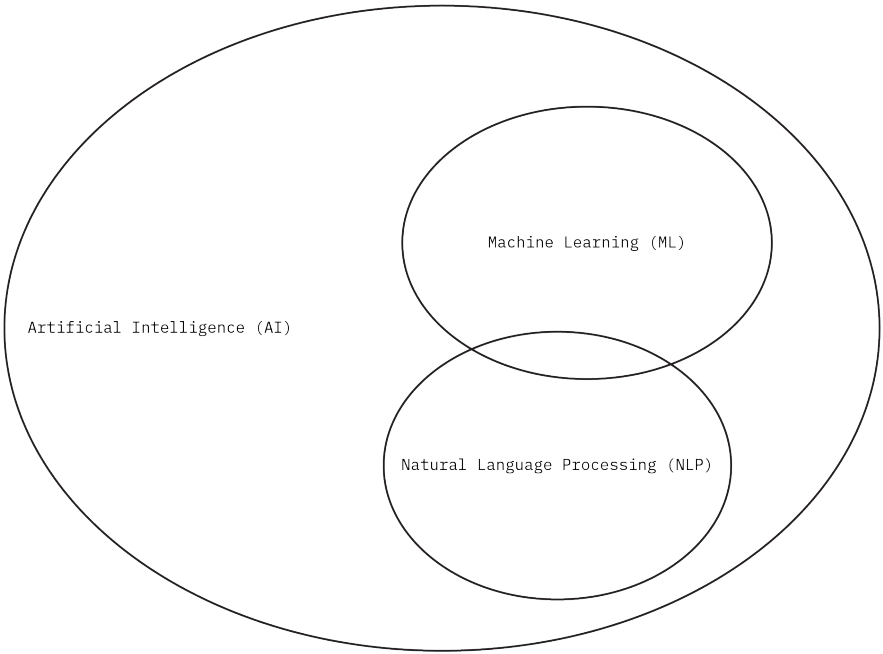 Machine Learning (ML)
Artificial Intelligence (AI)
Natural Language Processing (NLP)